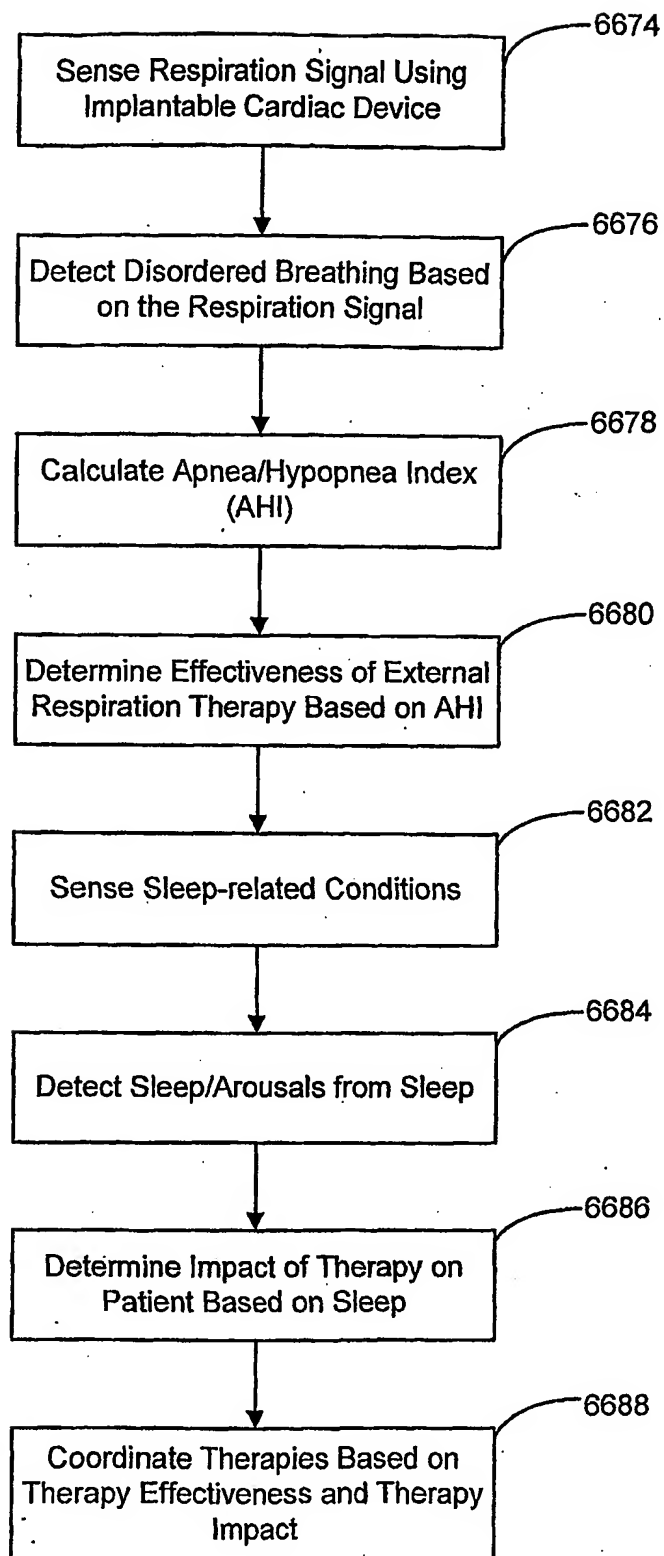 6674
Sense Respiration Signal Using
Implantable Cardiac Device
6676
Detect Disordered Breathing Based
on the Respiration Signal
6678
Calculate Apnea/Hypopnea Index
(AHI)
6680
Determine Effectiveness of External
Respiration Therapy Based on AHI
6682
Sense Sleep-related Conditions
6684
Detect Sleep/Arousals from Sleep
6686
Determine Impact of Therapy on
Patient Based on Sleep
6688
Coordinate Therapies Based on
Therapy Effectiveness and Therapy
Impact